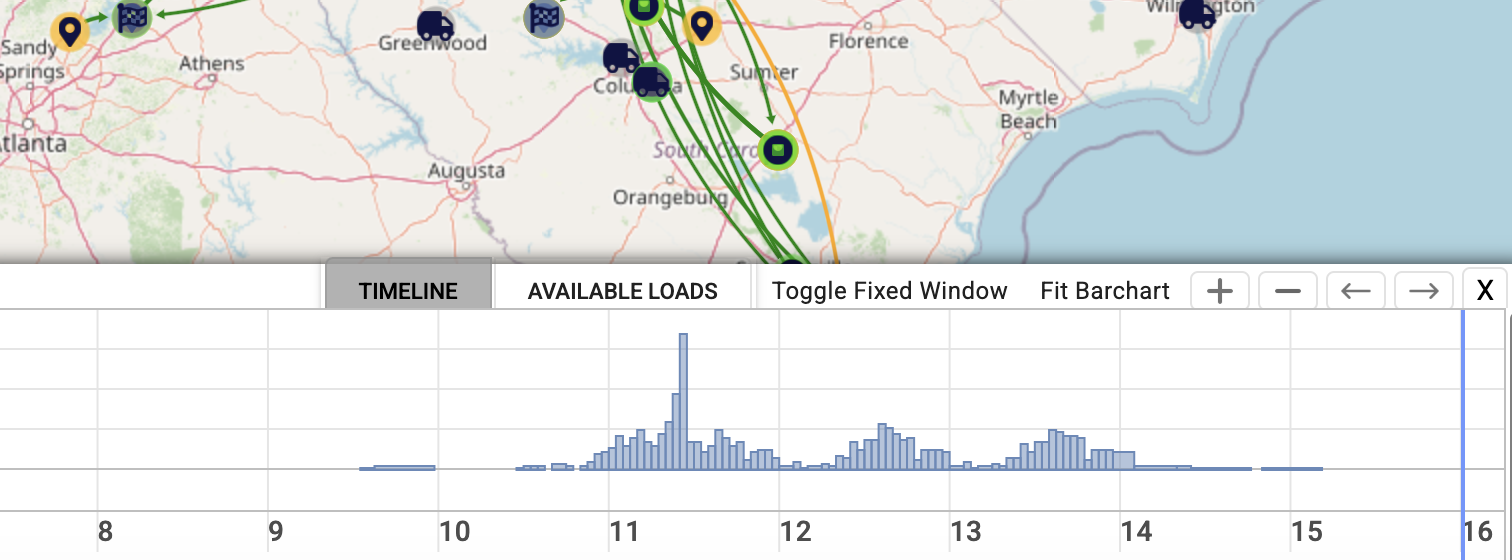 Wilmington
Sandy
Springs
Greenwood
Florence
Athens
Sumter
Columbia
Myrtle
Beach
Atlanta
South Caro
Augusta
Orangeburg
TIMELINE
AVAILABLE LOADS
Toggle Fixed Window
Fit Barchart
X
8 9 10 11 12 13 14 15 16